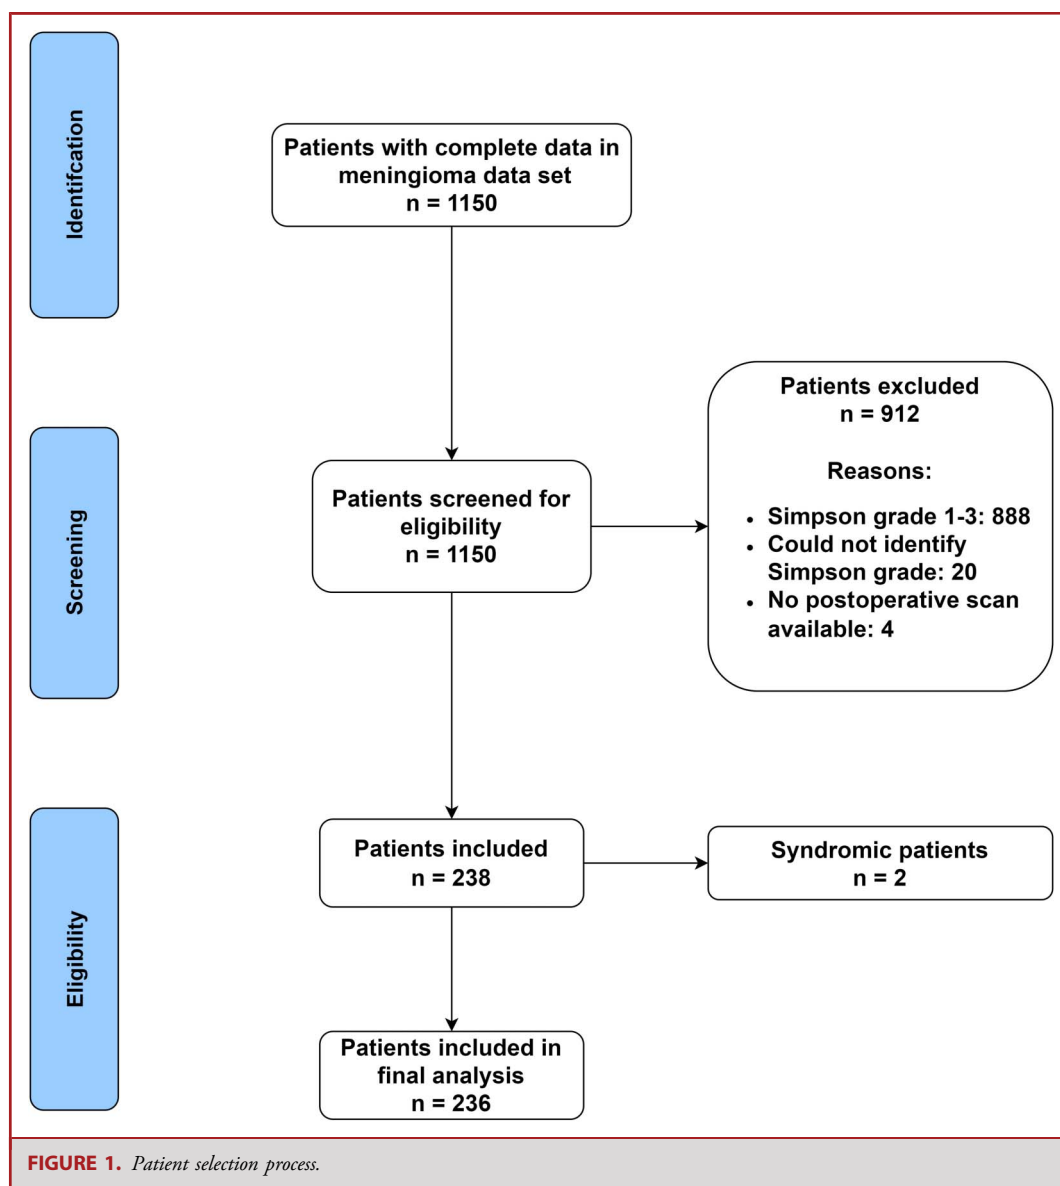 Identifcation
Patients with complete data in
meningioma data set
n = 1150
Screening
Patients screened for
eligibility
n = 1150
Patients excluded
n = 912
Reasons:
• Simpson grade 1-3: 888
• Could not identify
Simpson grade: 20
• No postoperative scan
available: 4
Eligibility
Patients included
n = 238
Syndromic patients
n = 2
Patients included in
final analysis
n = 236
FIGURE 1. Patient selection process.